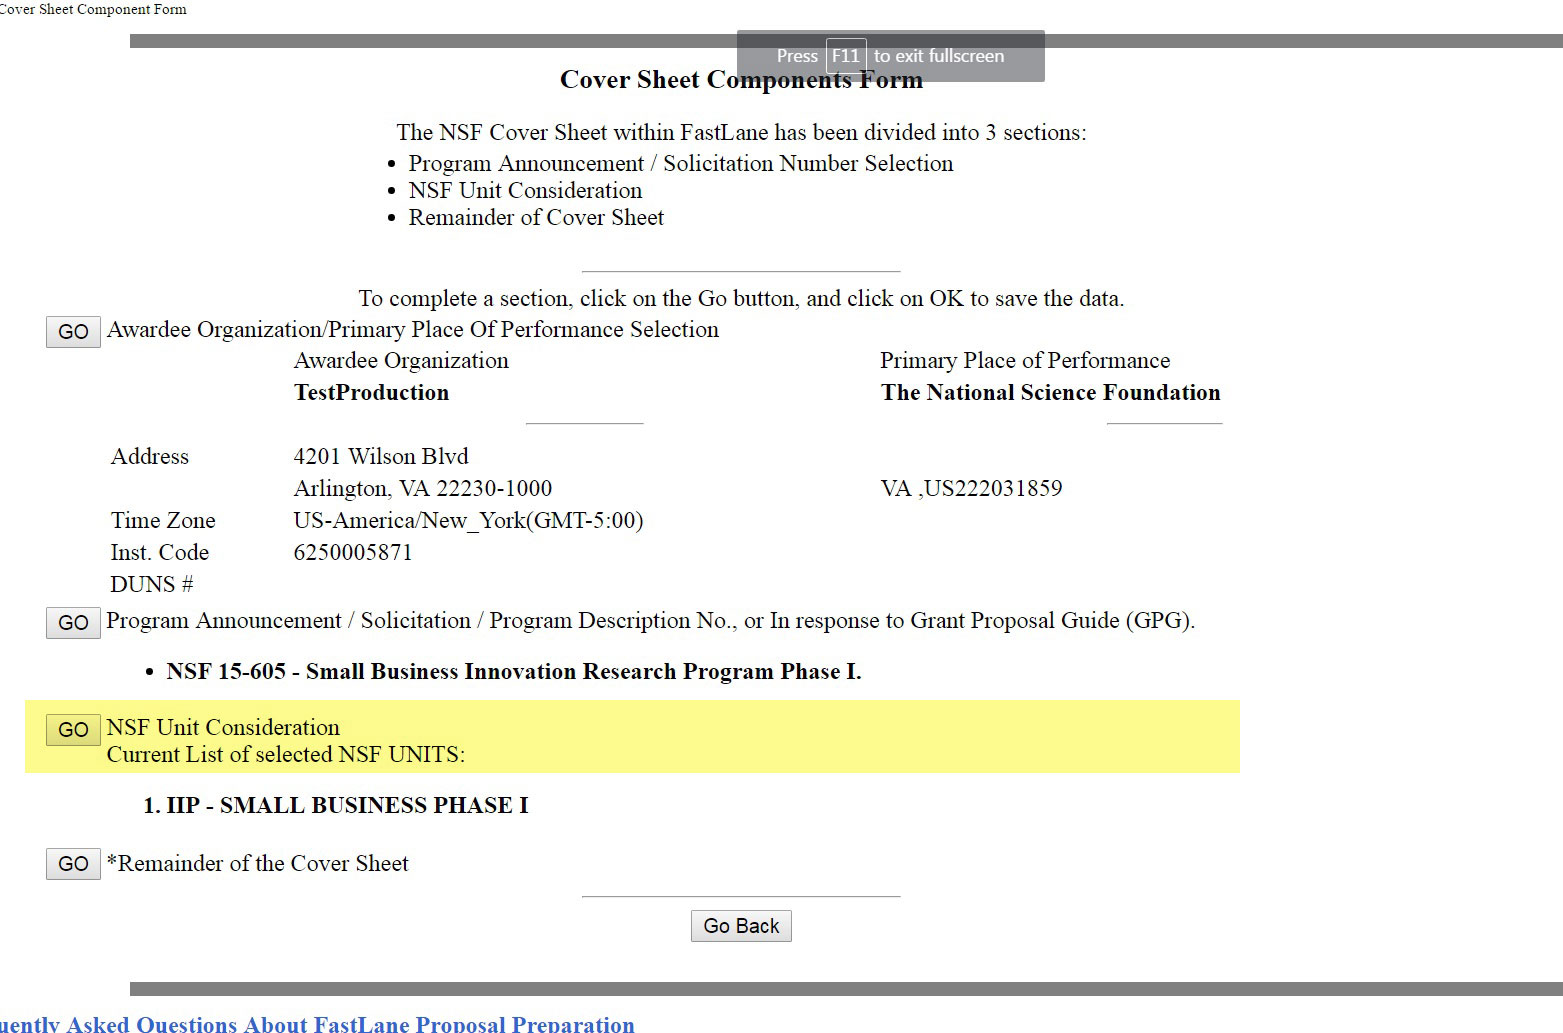 Cover Sheet Component Form
Press F11 to exit fullscreen
Cover Sheet Components Form
The NSF Cover Sheet within FastLane has been divided into 3 sections:
• Program Announcement / Solicitation Number Selection
• NSF Unit Consideration
• Remainder of Cover Sheet
To complete a section, click on the Go button, and click on OK to save the data.
GO Awardee Organization/Primary Place Of Performance Selection
Awardee Organization Primary Place of Performance
TestProduction The National Science Foundation
Address 4201 Wilson Blvd
Arlington, VA 22230-1000 VA ,US222031859
Time Zone US-America/New_York(GMT-5:00)
Inst. Code 6250005871
DUNS #
GO Program Announcement / Solicitation / Program Description No., or In response to Grant Proposal Guide (GPG).
• NSF 15-605 - Small Business Innovation Research Program Phase I.
GO NSF Unit Consideration
Current List of selected NSF UNITS:
1. IIP - SMALL BUSINESS PHASE I
GO *Remainder of the Cover Sheet
Go Back
uently Asked Questions About FastLane Proposal Preparation